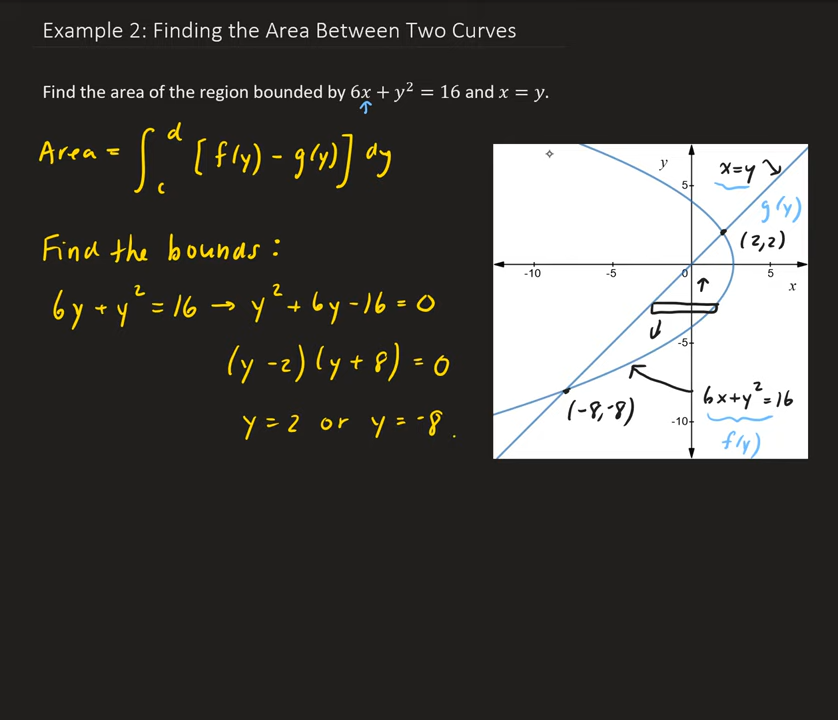 Example 2: Finding the Area Between Two Curves
Find the area of the region bounded by 6x + y² = 16 and x = y.
↑
Area = ∫_c^d [f(y) - g(y)] dy
Find the bounds:
6y + y² = 16 → y² + 6y - 16 = 0
(y - 2)(y + 8) = 0
y = 2 or y = -8.
y
x=y
5
g(y)
(2,2)
-10 -5 0 5
x
-5
6x+y²=16
(-8,-8)
-10
f(y)